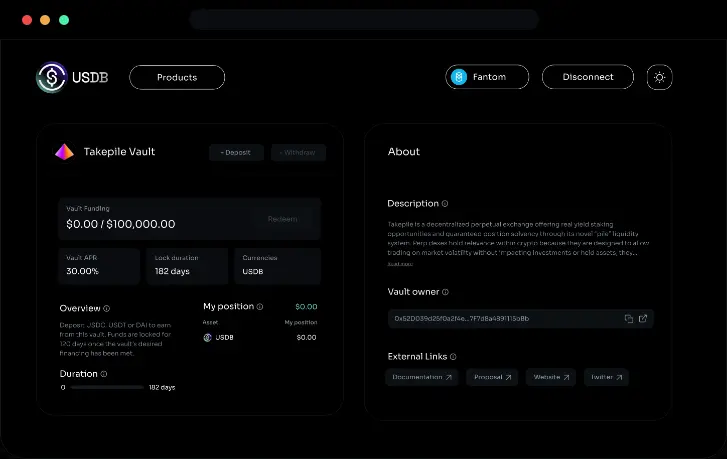 USDB
Products
Fantom
Disconnect
Takepile Vault
+ Deposit
- Withdraw
Vault Funding
$0.00 / $100,000.00
Redeem
Vault APR
30.00%
Lock duration
182 days
Currencies
USDB
Overview
Deposit USDC, USDT or DAI to earn
from this vault. Funds are locked for
120 days once the vault's desired
financing has been met.
Duration
0
182 days
My position
$0.00
Asset
My position
USDB
$0.00
About
Description
Takepile is a decentralized perpetual exchange offering real yield staking
opportunities and guaranteed position solvency through its novel "pile" liquidity
system. Perp dexes hold relevance within crypto because they are designed to allow
trading on market volatility without impacting investments or held assets, they...
Read more
Vault owner
External Links
Documentation
Proposal
Website
Twitter